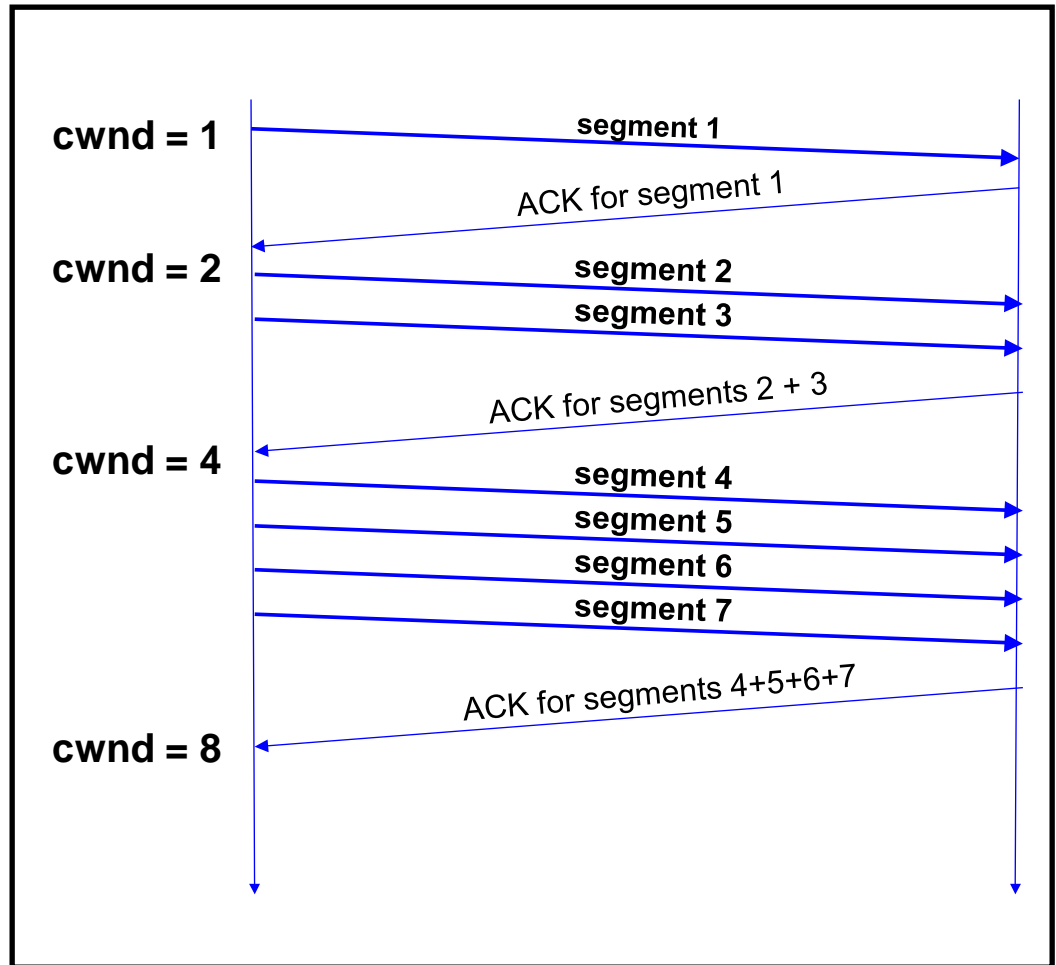 cwnd = 1
segment 1
ACK for segment 1
cwnd = 2
segment 2
segment 3
ACK for segments 2 + 3
cwnd = 4
segment 4
segment 5
segment 6
segment 7
ACK for segments 4+5+6+7
cwnd = 8